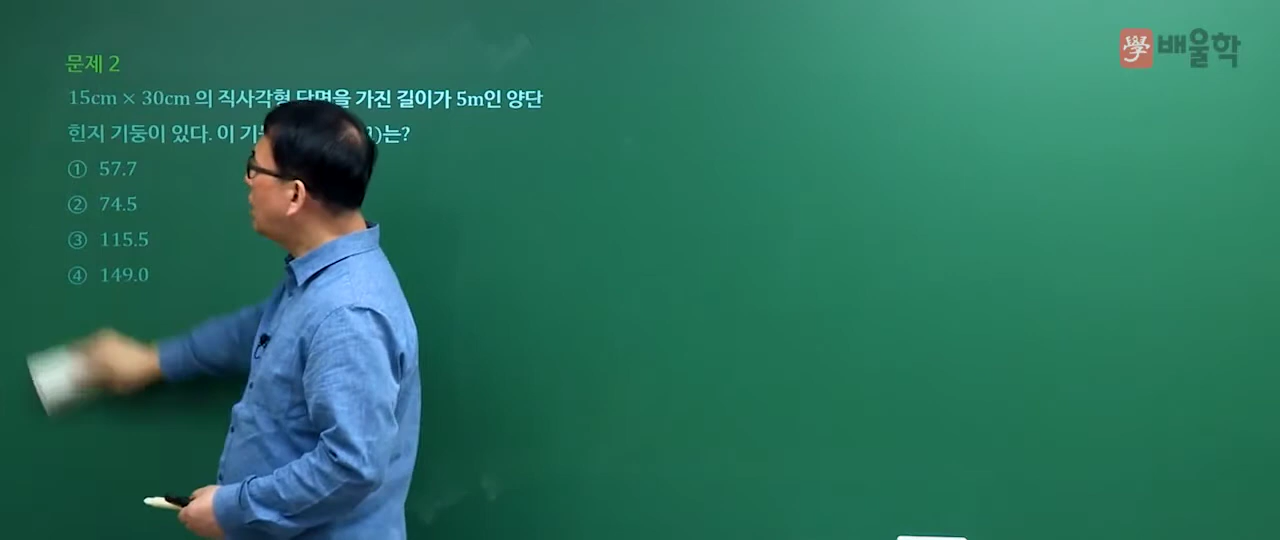 學 배울학
문제 2
15cm × 30cm 의 직사각형 단면을 가진 길이가 5m인 양단
힌지 기둥이 있다. 이 )는?
① 57.7
② 74.5
③ 115.5
④ 149.0